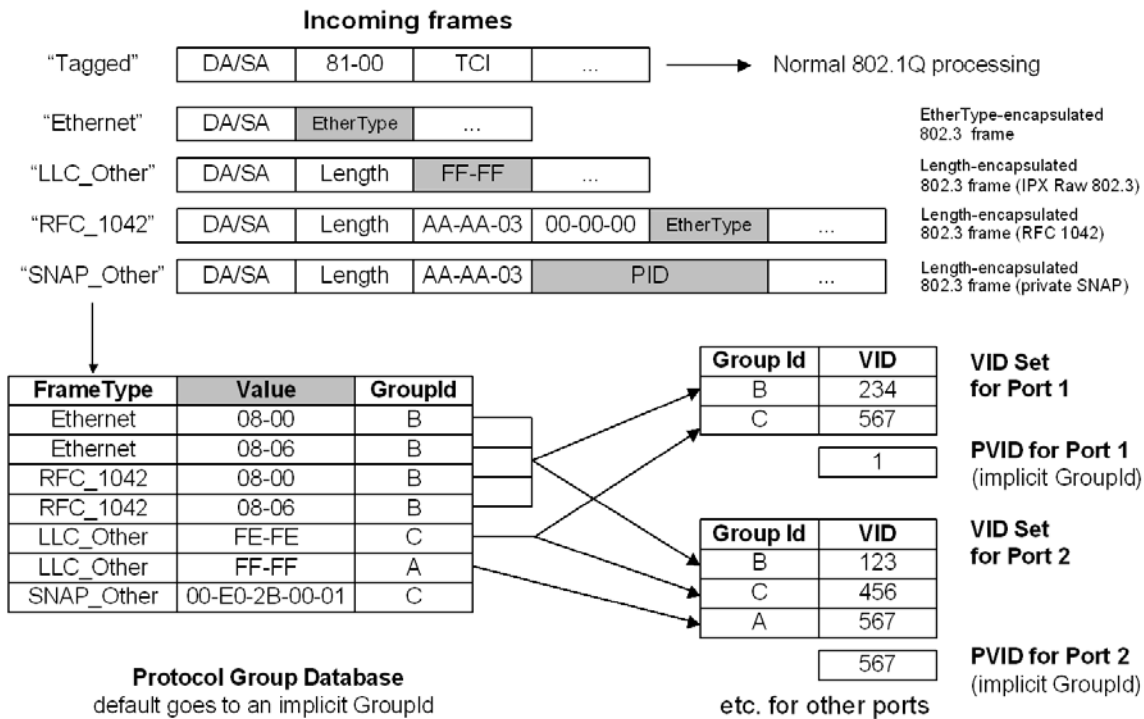 Incoming frames
“Tagged” DA/SA 81-00 TCI ... Normal 802.1Q processing
“Ethernet” DA/SA EtherType ... EtherType-encapsulated
802.3 frame
“LLC_Other” DA/SA Length FF-FF ... Length-encapsulated
802.3 frame (IPX Raw 802.3)
“RFC_1042” DA/SA Length AA-AA-03 00-00-00 EtherType ... Length-encapsulated
802.3 frame (RFC 1042)
“SNAP_Other” DA/SA Length AA-AA-03 PID ... Length-encapsulated
802.3 frame (private SNAP)
FrameType Value GroupId
Ethernet 08-00 B
Ethernet 08-06 B
RFC_1042 08-00 B
RFC_1042 08-06 B
LLC_Other FE-FE C
LLC_Other FF-FF A
SNAP_Other 00-E0-2B-00-01 C
Protocol Group Database
default goes to an implicit GroupId
Group Id VID
B 234
C 567
VID Set
for Port 1
1
PVID for Port 1
(implicit GroupId)
Group Id VID
B 123
C 456
A 567
VID Set
for Port 2
567
PVID for Port 2
(implicit GroupId)
etc. for other ports